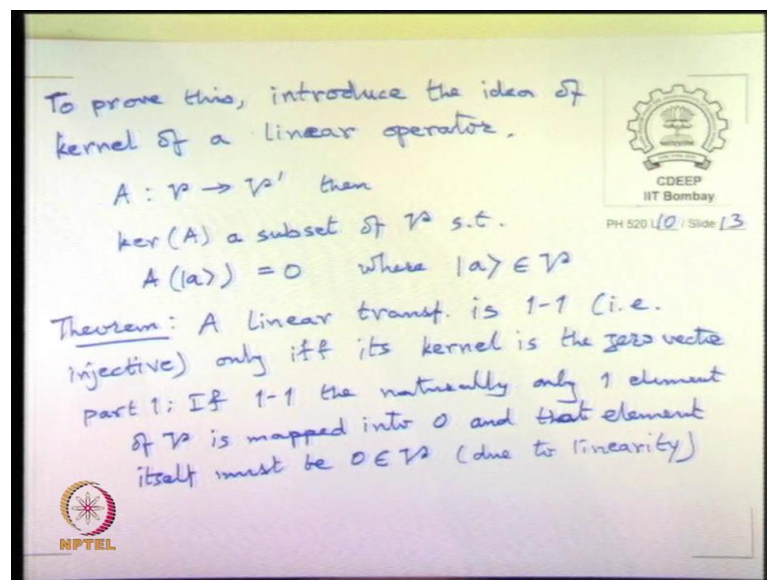 To prove this, introduce the idea of
kernel of a linear operator.
CDEEP
IIT Bombay
PH 520 L10 / Slide 13
A : V → V' then
ker (A) a subset of V s.t.
A (|a>) = 0 where |a> ∈ V
Theorem: A linear transf. is 1-1 (i.e.
injective) only iff its kernel is the zero vector
part 1: If 1-1 the naturally only 1 element
of V is mapped into 0 and that element
itself must be 0 ∈ V (due to linearity)
NPTEL